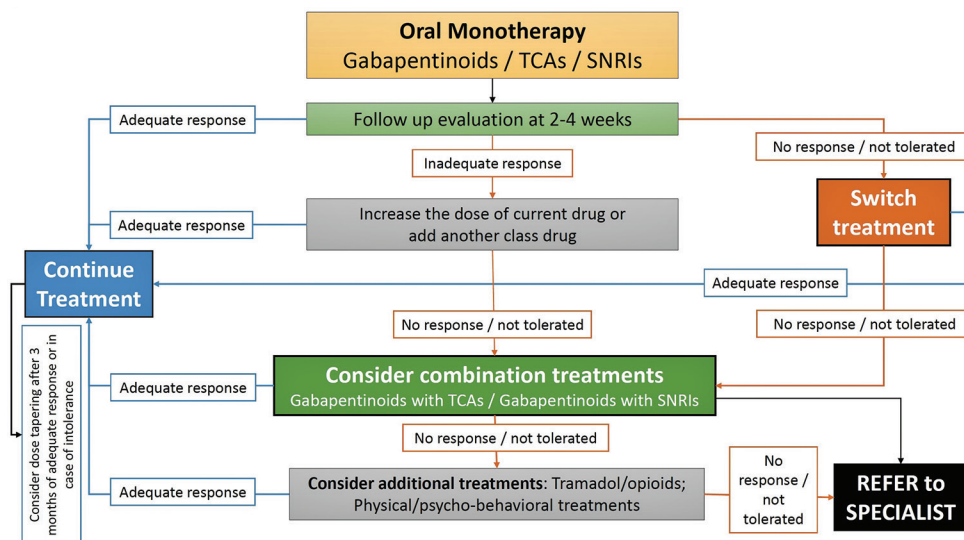 Oral Monotherapy
Gabapentinoids / TCAs / SNRIs
Adequate response
Follow up evaluation at 2-4 weeks
No response / not tolerated
Inadequate response
Switch
treatment
Adequate response
Increase the dose of current drug or
add another class drug
Continue
Treatment
Adequate response
No response / not tolerated
No response / not tolerated
Consider dose tapering after 3
months of adequate response or in
case of intolerance
Adequate response
Consider combination treatments
Gabapentinoids with TCAs / Gabapentinoids with SNRIs
No response / not tolerated
Adequate response
Consider additional treatments: Tramadol/opioids;
Physical/psycho-behavioral treatments
No
response /
not
tolerated
REFER to
SPECIALIST